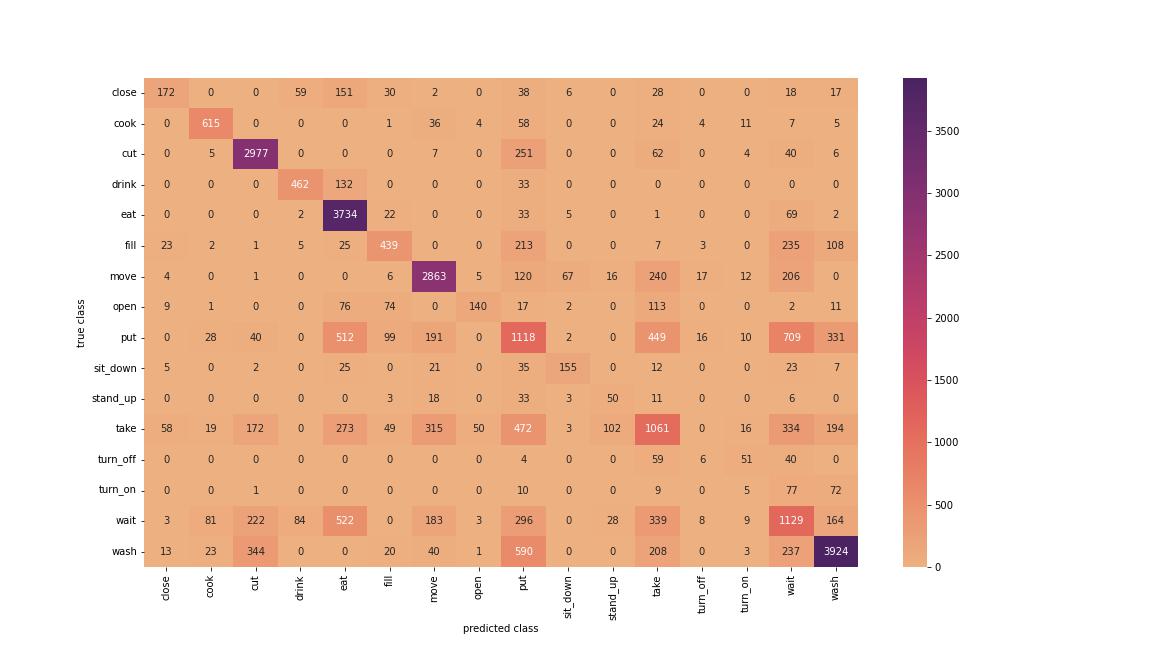 close 172 0 0 59 151 30 2 0 38 6 0 28 0 0 18 17
cook 0 615 0 0 0 1 36 4 58 0 0 24 4 11 7 5
cut 0 5 2977 0 0 0 7 0 251 0 0 62 0 4 40 6
drink 0 0 0 462 132 0 0 0 33 0 0 0 0 0 0 0
eat 0 0 0 2 3734 22 0 0 33 5 0 1 0 0 69 2
fill 23 2 1 5 25 439 0 0 213 0 0 7 3 0 235 108
move 4 0 1 0 0 6 2863 5 120 67 16 240 17 12 206 0
open 9 1 0 0 76 74 0 140 17 2 0 113 0 0 2 11
put 0 28 40 0 512 99 191 0 1118 2 0 449 16 10 709 331
sit_down 5 0 2 0 25 0 21 0 35 155 0 12 0 0 23 7
stand_up 0 0 0 0 0 3 18 0 33 3 50 11 0 0 6 0
take 58 19 172 0 273 49 315 50 472 3 102 1061 0 16 334 194
turn_off 0 0 0 0 0 0 0 0 4 0 0 59 6 51 40 0
turn_on 0 0 1 0 0 0 0 0 10 0 0 9 0 5 77 72
wait 3 81 222 84 522 0 183 3 296 0 28 339 8 9 1129 164
wash 13 23 344 0 0 20 40 1 590 0 0 208 0 3 237 3924
close cook cut drink eat fill move open put sit_down stand_up take turn_off turn_on wait wash
predicted class
true class
3500
3000
2500
2000
1500
1000
500
0